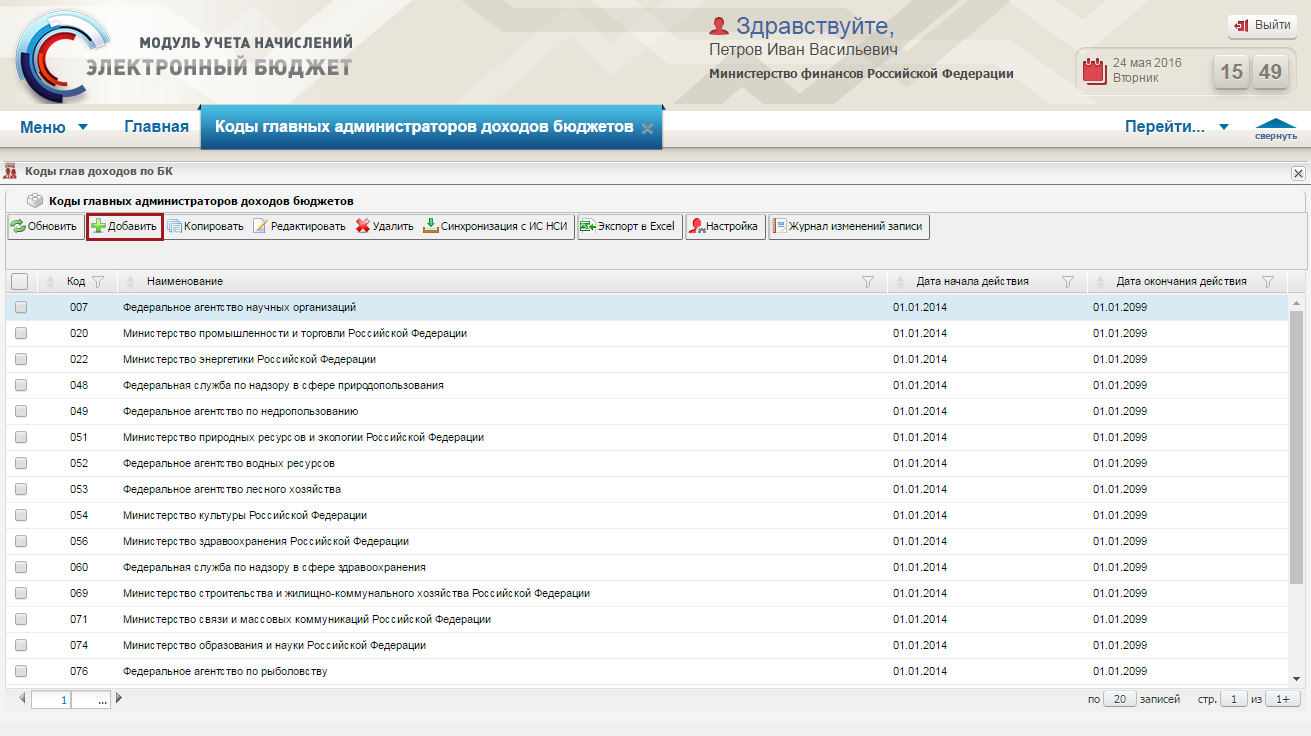 МОДУЛЬ УЧЕТА НАЧИСЛЕНИЙ
ЭЛЕКТРОННЫЙ БЮДЖЕТ
Здравствуйте,
Петров Иван Васильевич
Министерство финансов Российской Федерации
Выйти
24 мая 2016
Вторник
15 49
Меню Главная Коды главных администраторов доходов бюджетов Перейти... свернуть
Коды глав доходов по БК
Коды главных администраторов доходов бюджетов
Обновить Добавить Копировать Редактировать Удалить Синхронизация с ИС НСИ Экспорт в Excel Настройка Журнал изменений записи
Код Наименование Дата начала действия Дата окончания действия
007 Федеральное агентство научных организаций 01.01.2014 01.01.2099
020 Министерство промышленности и торговли Российской Федерации 01.01.2014 01.01.2099
022 Министерство энергетики Российской Федерации 01.01.2014 01.01.2099
048 Федеральная служба по надзору в сфере природопользования 01.01.2014 01.01.2099
049 Федеральное агентство по недропользованию 01.01.2014 01.01.2099
051 Министерство природных ресурсов и экологии Российской Федерации 01.01.2014 01.01.2099
052 Федеральное агентство водных ресурсов 01.01.2014 01.01.2099
053 Федеральное агентство лесного хозяйства 01.01.2014 01.01.2099
054 Министерство культуры Российской Федерации 01.01.2014 01.01.2099
056 Министерство здравоохранения Российской Федерации 01.01.2014 01.01.2099
060 Федеральная служба по надзору в сфере здравоохранения 01.01.2014 01.01.2099
069 Министерство строительства и жилищно-коммунального хозяйства Российской Федерации 01.01.2014 01.01.2099
071 Министерство связи и массовых коммуникаций Российской Федерации 01.01.2014 01.01.2099
074 Министерство образования и науки Российской Федерации 01.01.2014 01.01.2099
076 Федеральное агентство по рыболовству 01.01.2014 01.01.2099
1 ... по 20 записей стр. 1 из 1+